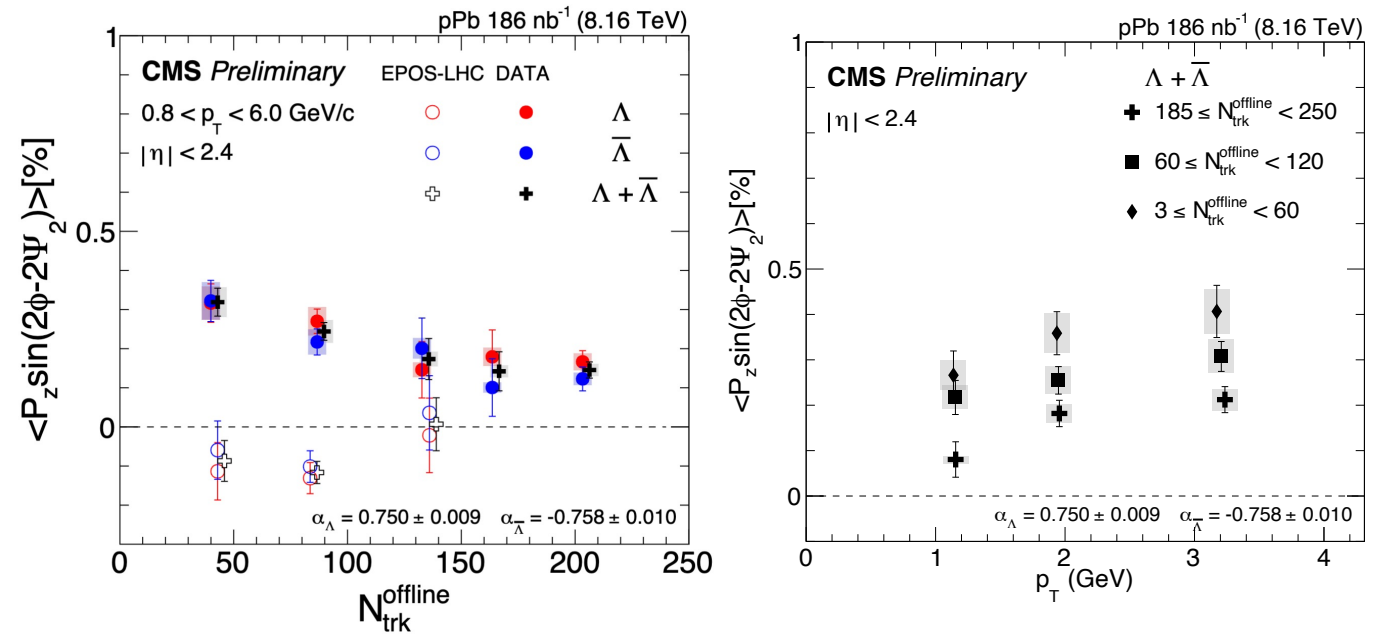 pPb 186 nb⁻¹ (8.16 TeV)
CMS Preliminary EPOS-LHC DATA
0.8 < p_T < 6.0 GeV/c Λ
|η| < 2.4 Λ̅
Λ + Λ̅
<P_z sin(2ϕ-2Ψ_2)>[%]
1
0.5
0
α_Λ = 0.750 ± 0.009 α_Λ̅ = -0.758 ± 0.010
0 50 100 150 200 250
N_trk^offline
pPb 186 nb⁻¹ (8.16 TeV)
CMS Preliminary Λ + Λ̅
|η| < 2.4
185 ≤ N_trk^offline < 250
60 ≤ N_trk^offline < 120
3 ≤ N_trk^offline < 60
<P_z sin(2ϕ-2Ψ_2)>[%]
1
0.5
0
α_Λ = 0.750 ± 0.009 α_Λ̅ = -0.758 ± 0.010
0 1 2 3 4
p_T (GeV)